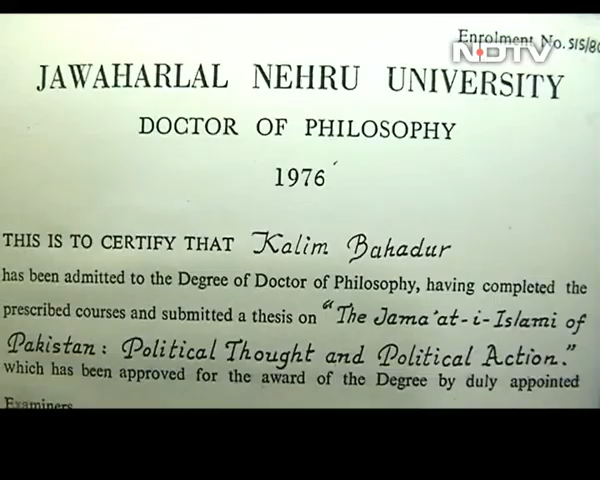 Enrolment No. SIS/80
NDTV
JAWAHARLAL NEHRU UNIVERSITY
DOCTOR OF PHILOSOPHY
1976
THIS IS TO CERTIFY THAT Kalim Bahadur
has been admitted to the Degree of Doctor of Philosophy, having completed the
prescribed courses and submitted a thesis on "The Jama'at-i-Islami of
Pakistan: Political Thought and Political Action."
which has been approved for the award of the Degree by duly appointed
Examiners